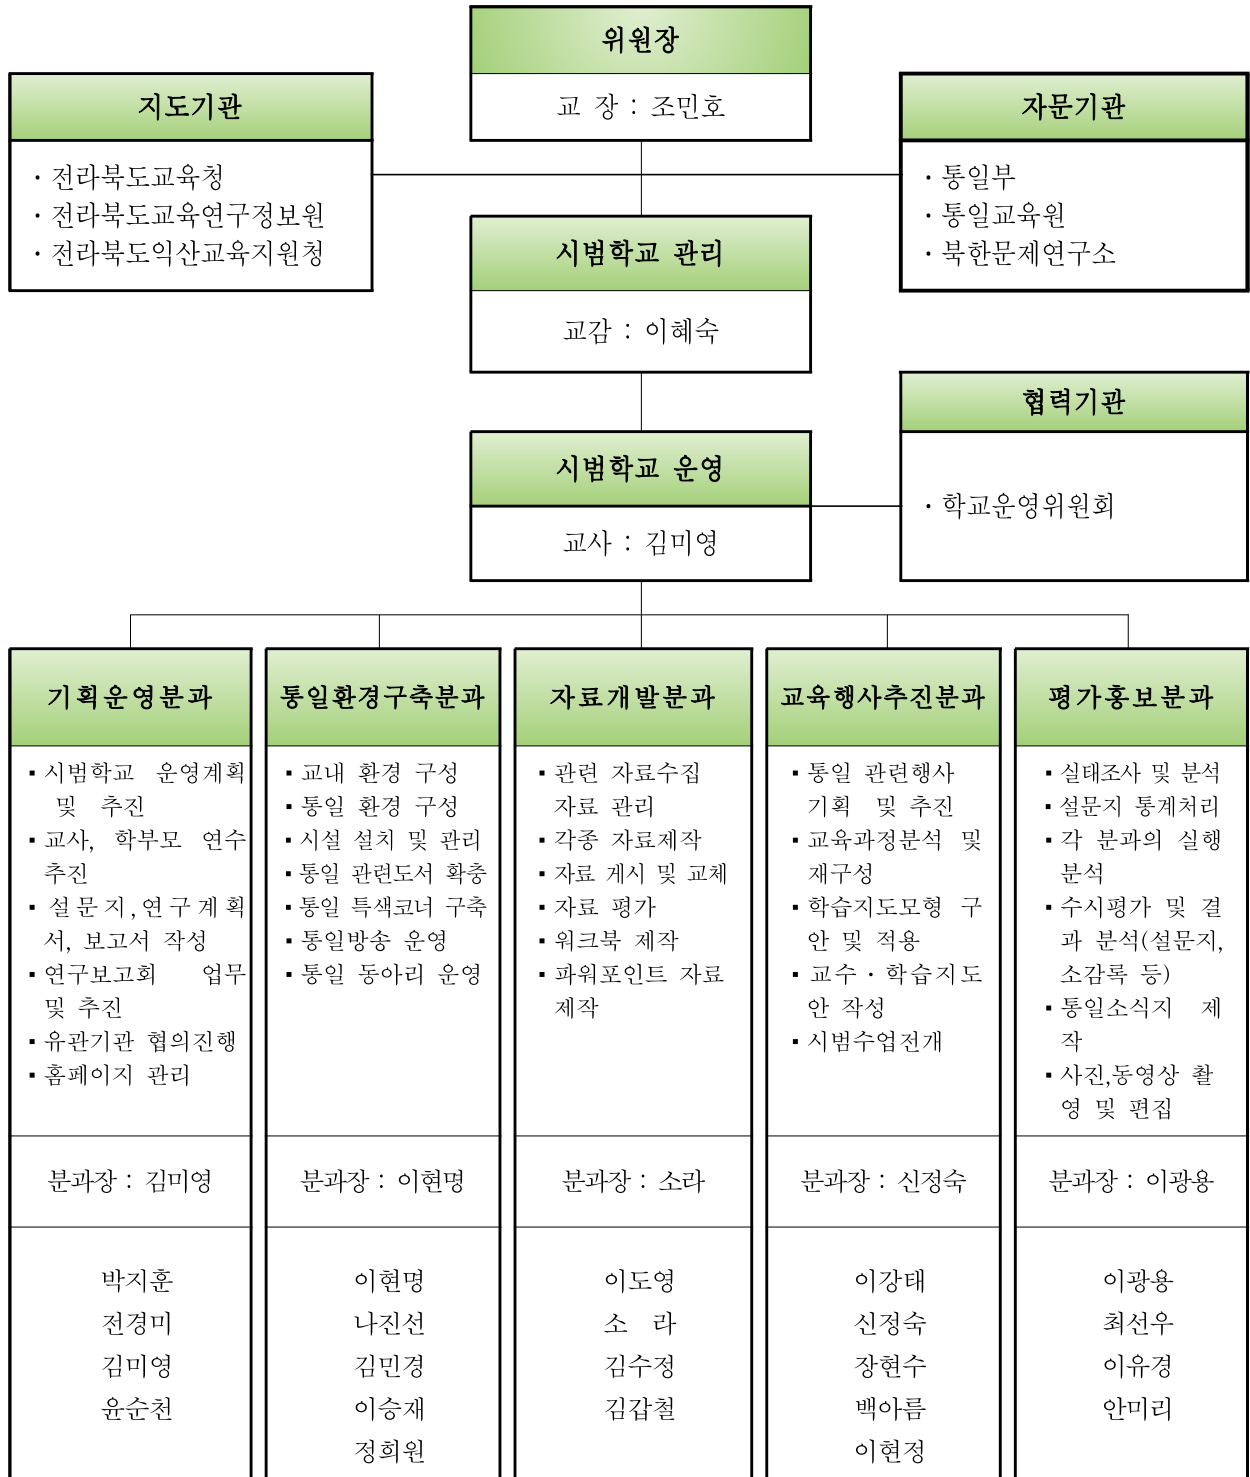 위원장
교 장 : 조민호
지도기관
· 전라북도교육청
· 전라북도교육연구정보원
· 전라북도익산교육지원청
자문기관
· 통일부
· 통일교육원
· 북한문제연구소
시범학교 관리
교감 : 이혜숙
협력기관
· 학교운영위원회
시범학교 운영
교사 : 김미영
기획운영분과
▪ 시범학교 운영계획
및 추진
▪ 교사, 학부모 연수
추진
▪ 설문지,연구계획
서, 보고서 작성
▪ 연구보고회 업무
및 추진
▪ 유관기관 협의진행
▪ 홈페이지 관리
분과장 : 김미영
박지훈
전경미
김미영
윤순천
통일환경구축분과
▪ 교내 환경 구성
▪ 통일 환경 구성
▪ 시설 설치 및 관리
▪ 통일 관련도서 확충
▪ 통일 특색코너 구축
▪ 통일방송 운영
▪ 통일 동아리 운영
분과장 : 이현명
이현명
나진선
김민경
이승재
정희원
자료개발분과
▪ 관련 자료수집
자료 관리
▪ 각종 자료제작
▪ 자료 게시 및 교체
▪ 자료 평가
▪ 워크북 제작
▪ 파워포인트 자료
제작
분과장 : 소라
이도영
소 라
김수정
김갑철
교육행사추진분과
▪ 통일 관련행사
기획 및 추진
▪ 교육과정분석 및
재구성
▪ 학습지도모형 구
안 및 적용
▪ 교수 · 학습지도
안 작성
▪ 시범수업전개
분과장 : 신정숙
이강태
신정숙
장현수
백아름
이현정
평가홍보분과
▪ 실태조사 및 분석
▪ 설문지 통계처리
▪ 각 분과의 실행
분석
▪ 수시평가 및 결
과 분석(설문지,
소감록 등)
▪ 통일소식지 제
작
▪ 사진,동영상 촬
영 및 편집
분과장 : 이광용
이광용
최선우
이유경
안미리